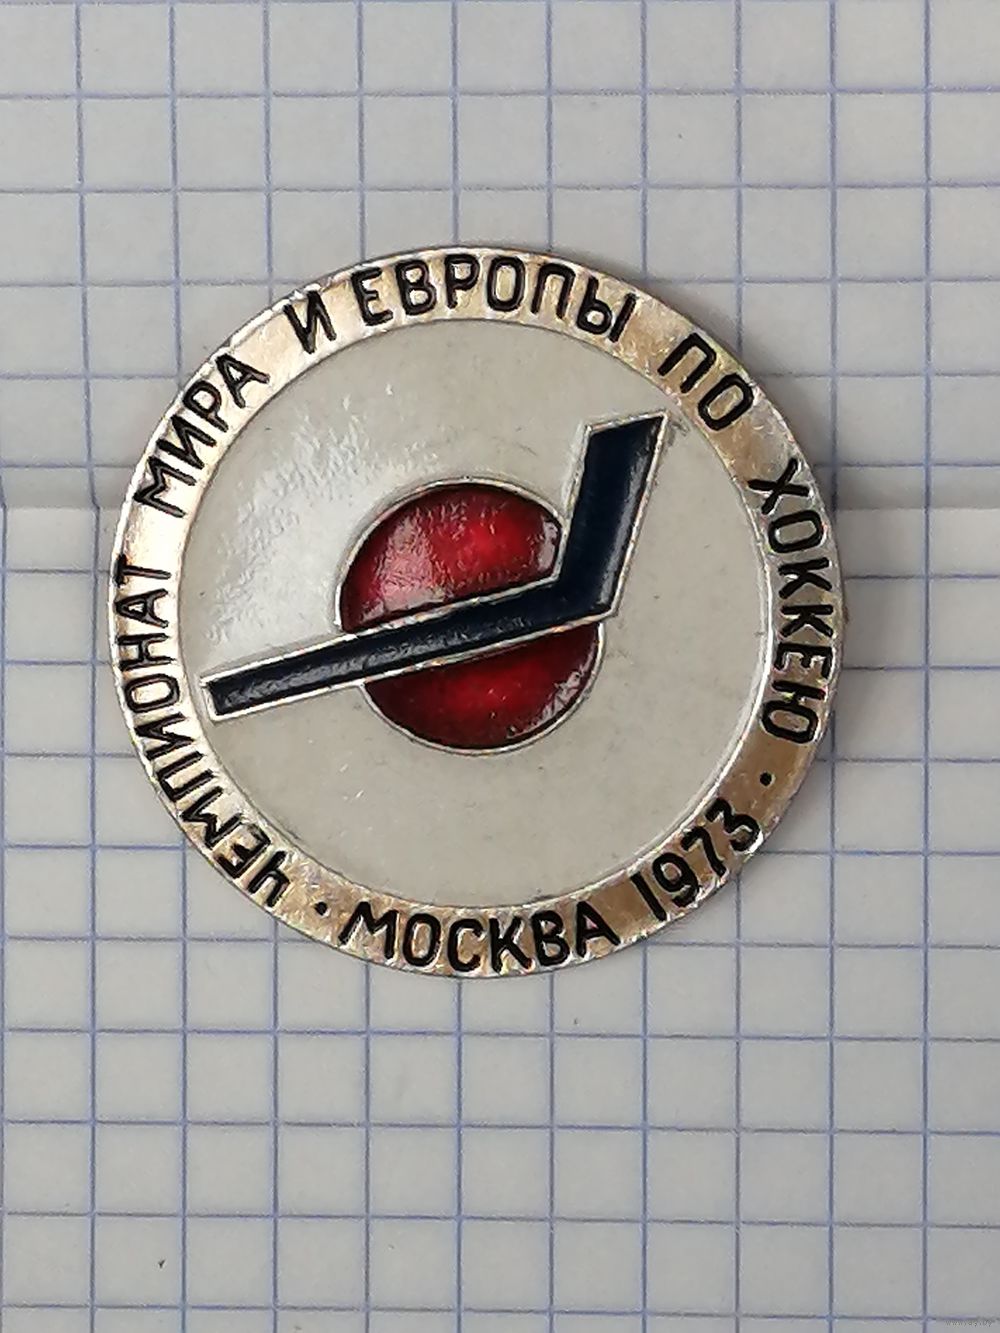 ЧЕМПИОНАТ МИРА И ЕВРОПЫ ПО ХОККЕЮ ·
МОСКВА 1973 ·